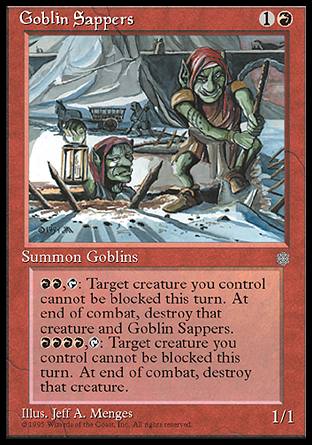 Goblin Sappers 1
Summon Goblins
: Target creature you control
cannot be blocked this turn. At
end of combat, destroy that
creature and Goblin Sappers.
: Target creature you
control cannot be blocked this
turn. At end of combat, destroy
that creature.
Illus. Jeff A. Menges
©1995 Wizards of the Coast, Inc. All rights reserved.
1/1